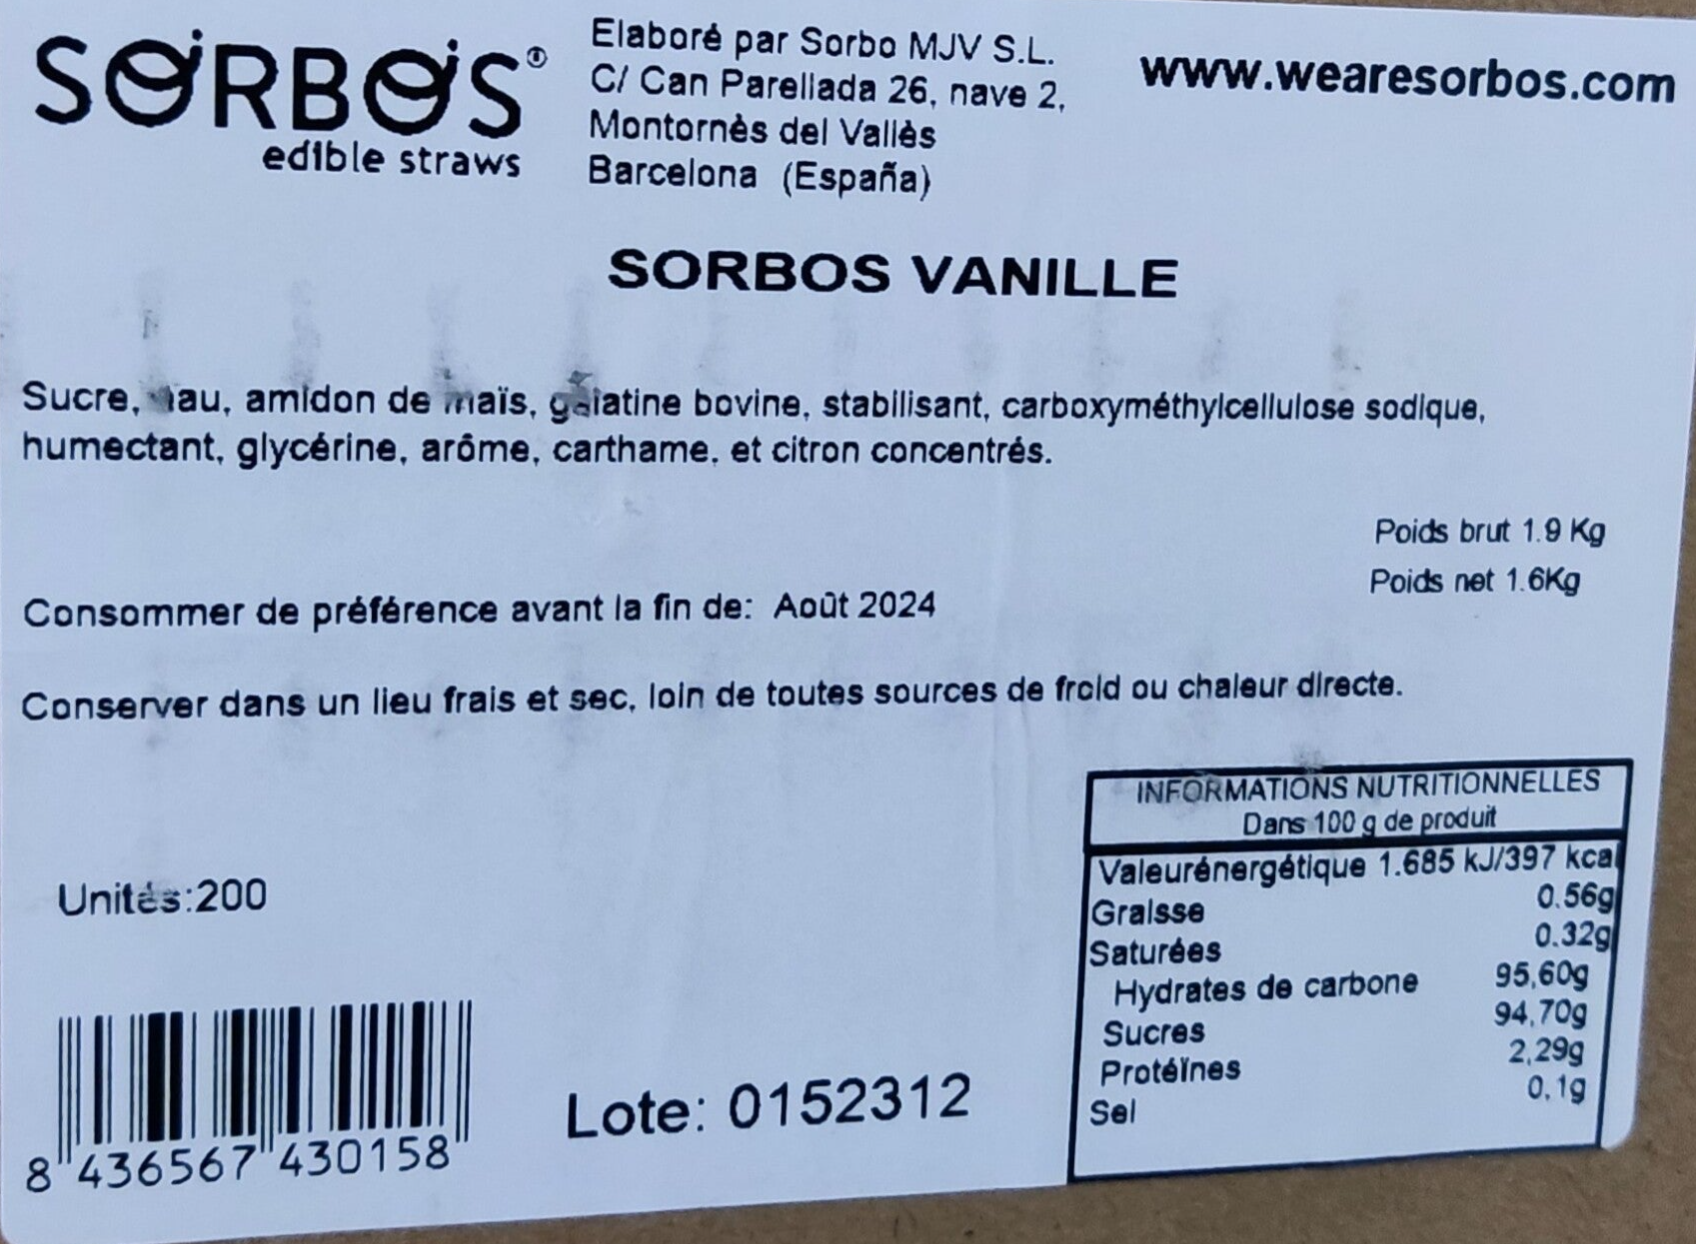 SORBOS®
edible straws
Elaboré par Sorbo MJV S.L.
C/ Can Parellada 26, nave 2,
Montornès del Vallès
Barcelona (España)
www.wearesorbos.com
SORBOS VANILLE
Sucre, eau, amidon de maïs, gélatine bovine, stabilisant, carboxyméthylcellulose sodique,
humectant, glycérine, arôme, carthame, et citron concentrés.
Poids brut 1.9 Kg
Poids net 1.6Kg
Consommer de préférence avant la fin de: Août 2024
Conserver dans un lieu frais et sec, loin de toutes sources de froid ou chaleur directe.
Unités:200
INFORMATIONS NUTRITIONNELLES
Dans 100 g de produit
Valeurénergétique 1.685 kJ/397 kcal
Graisse 0.56g
Saturées 0.32g
Hydrates de carbone 95,60g
Sucres 94,70g
Protéïnes 2,29g
Sel 0,1g
8 436567 430158
Lote: 0152312